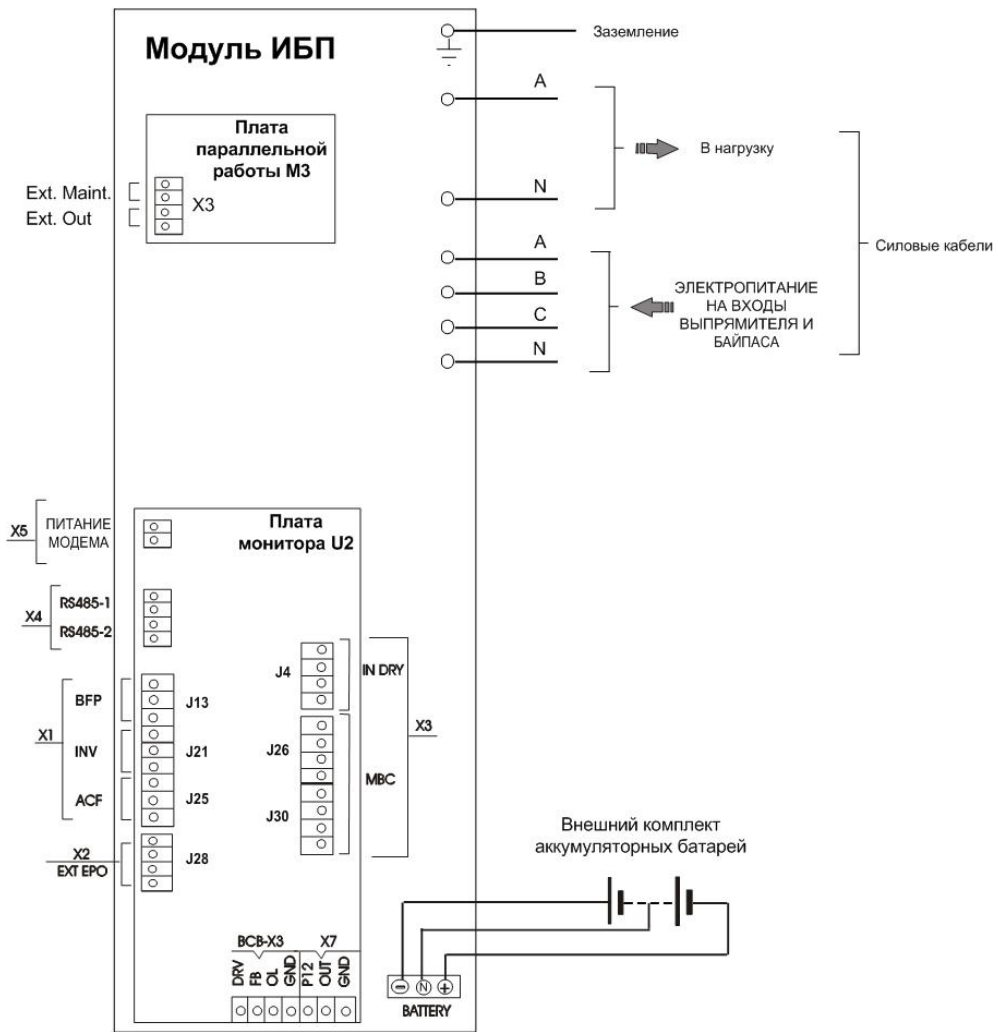 Модуль ИБП
Заземление
A
В нагрузку
N
Плата
параллельной
работы М3
Ext. Maint.
Ext. Out
X3
A
B
C
N
ЭЛЕКТРОПИТАНИЕ
НА ВХОДЫ
ВЫПРЯМИТЕЛЯ И
БАЙПАСА
Силовые кабели
Плата
монитора U2
X5
ПИТАНИЕ
МОДЕМА
X4
RS485-1
RS485-2
X1
BFP
J13
INV
J21
ACF
J25
X2
EXT EPO
J28
J4
IN DRY
X3
J26
MBC
J30
Внешний комплект
аккумуляторных батарей
BCB-X3
X7
DRV
FB
OL
GND
P12
OUT
GND
N
BATTERY